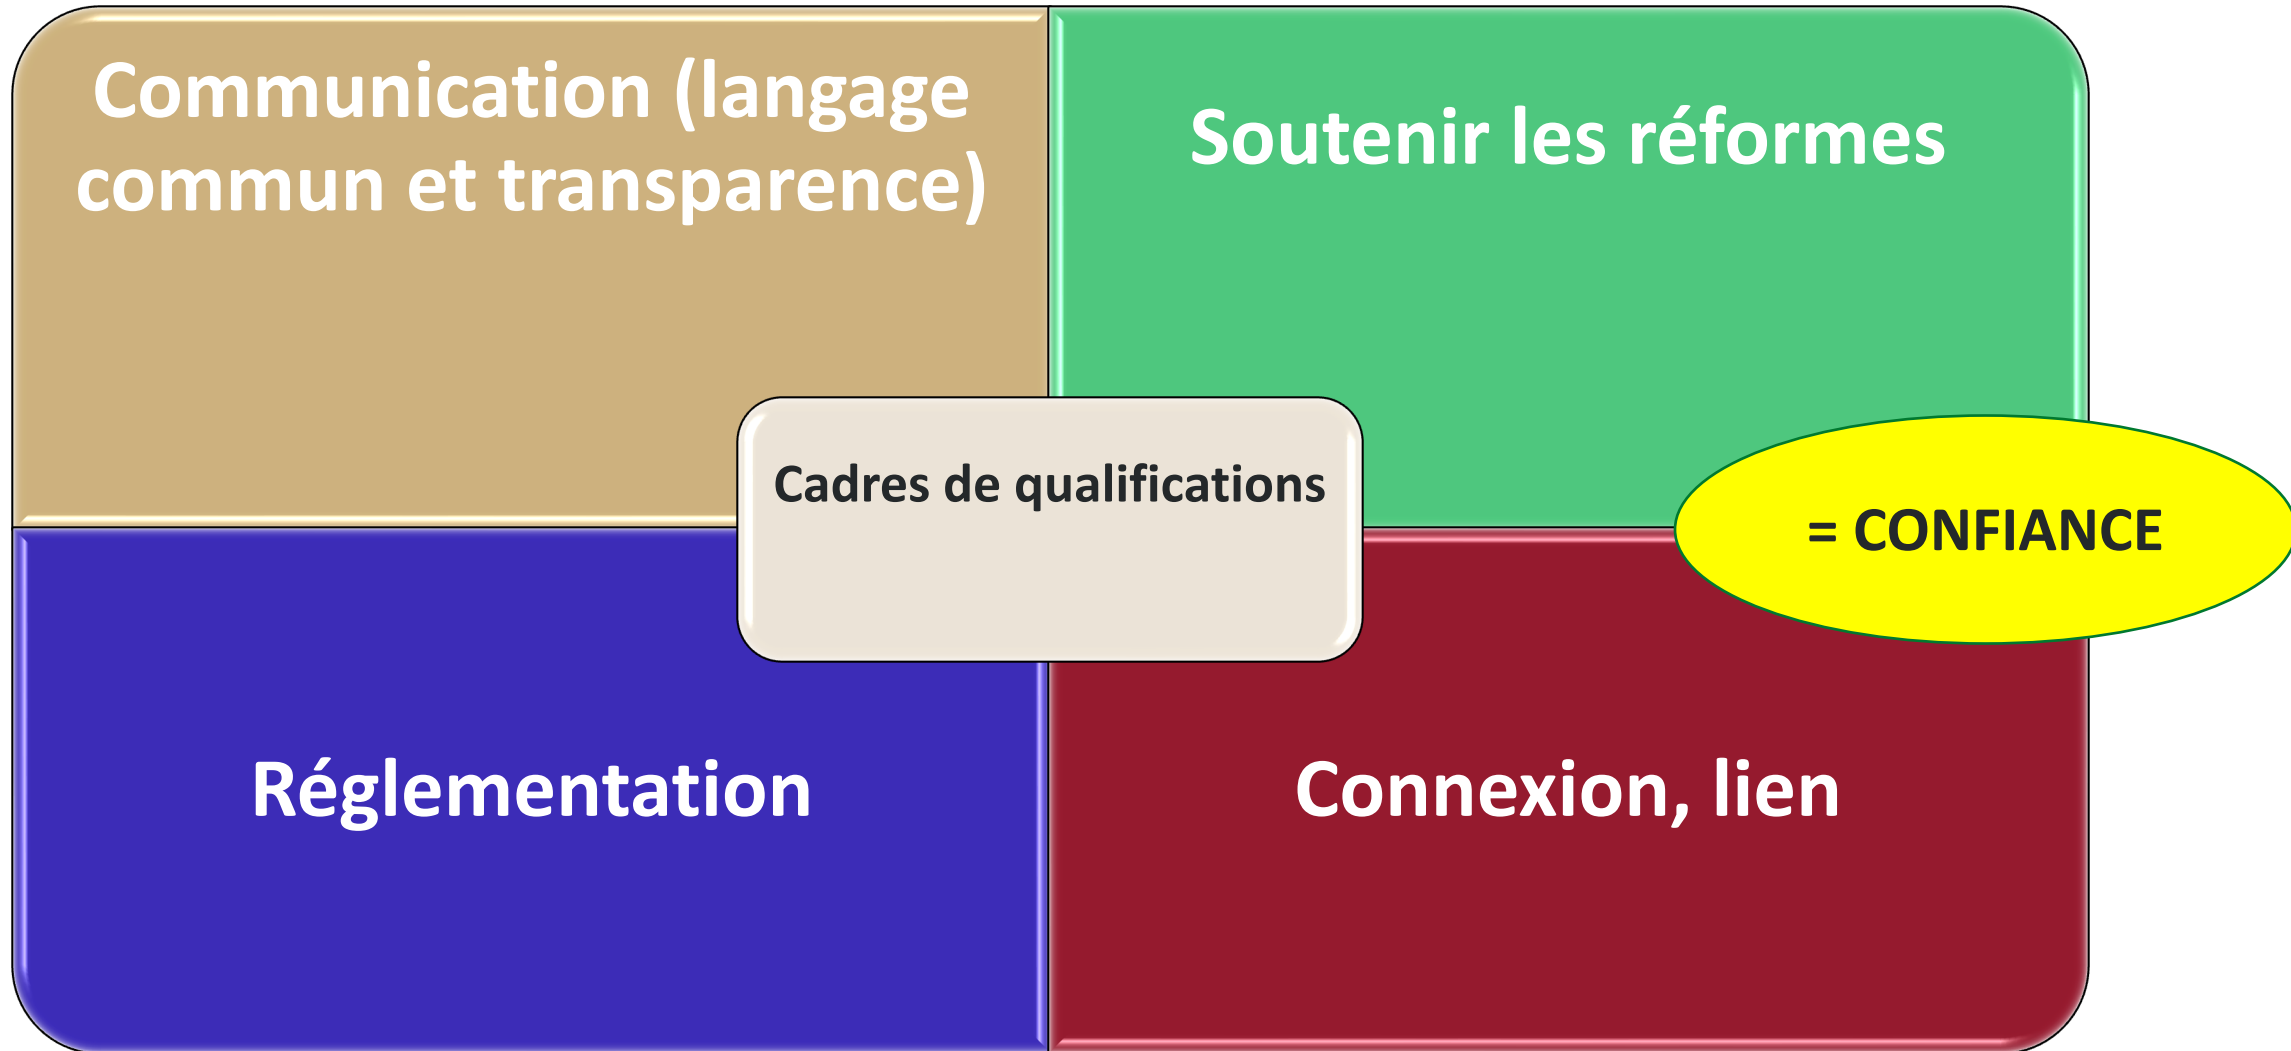 Communication (langage
commun et transparence)
Soutenir les réformes
Cadres de qualifications
= CONFIANCE
Réglementation
Connexion, lien